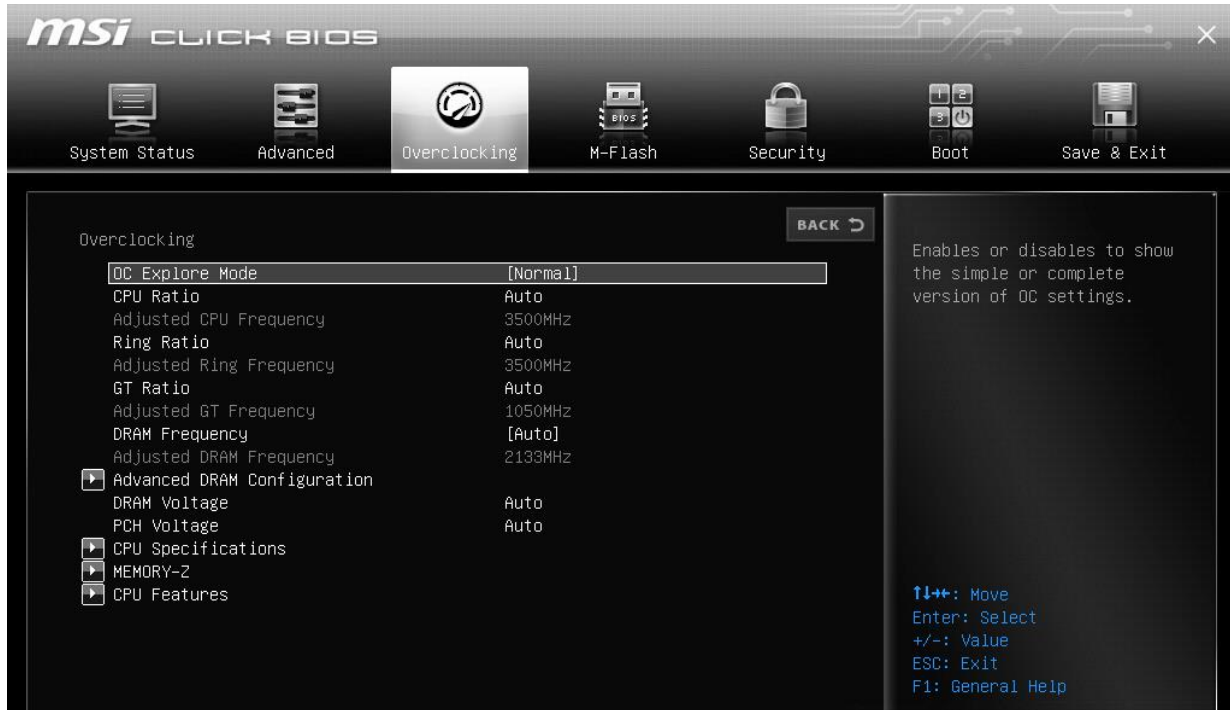 msi CLICK BIOS
System Status
Advanced
Overclocking
BIOS
M-Flash
Security
1 2
3
Boot
Save & Exit
Overclocking
BACK
OC Explore Mode [Normal]
CPU Ratio Auto
Adjusted CPU Frequency 3500MHz
Ring Ratio Auto
Adjusted Ring Frequency 3500MHz
GT Ratio Auto
Adjusted GT Frequency 1050MHz
DRAM Frequency [Auto]
Adjusted DRAM Frequency 2133MHz
Advanced DRAM Configuration
DRAM Voltage Auto
PCH Voltage Auto
CPU Specifications
MEMORY-Z
CPU Features
Enables or disables to show
the simple or complete
version of OC settings.
↑↓→←: Move
Enter: Select
+/-: Value
ESC: Exit
F1: General Help